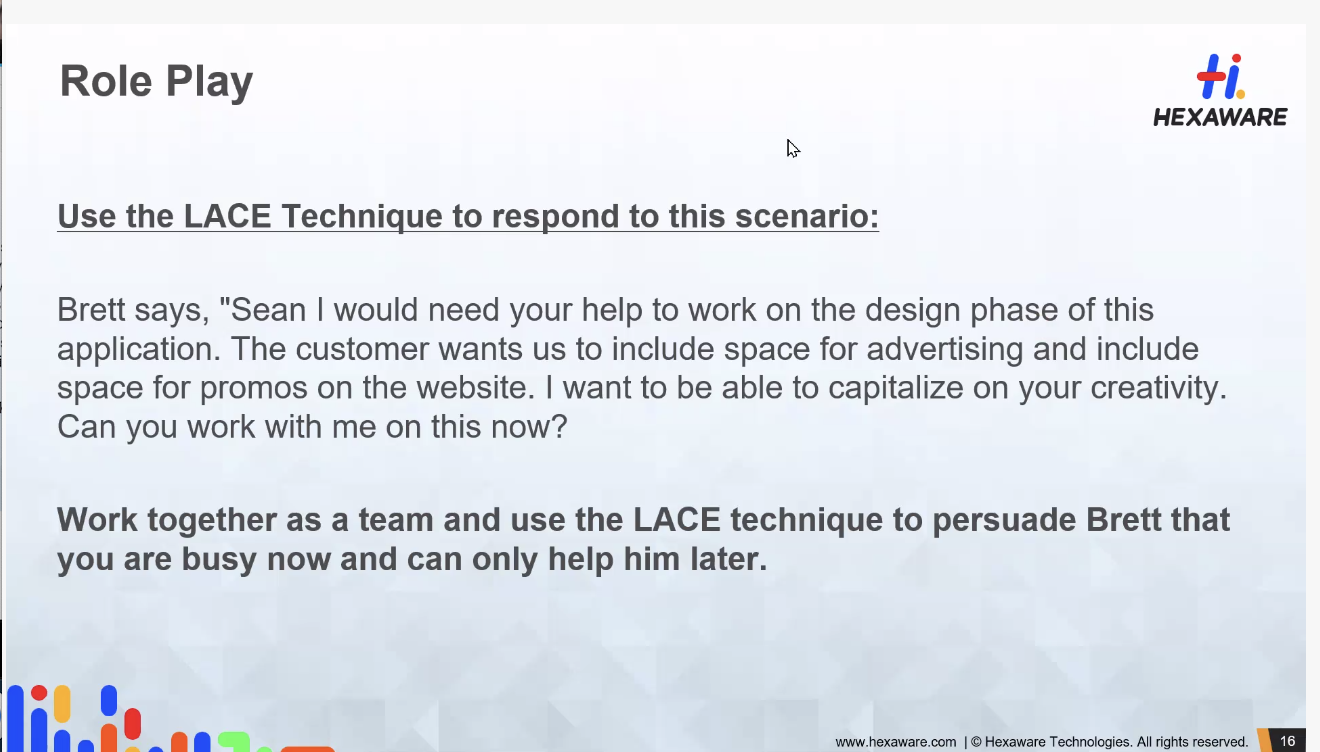 Role Play
HEXAWARE
Use the LACE Technique to respond to this scenario:
Brett says, "Sean I would need your help to work on the design phase of this
application. The customer wants us to include space for advertising and include
space for promos on the website. I want to be able to capitalize on your creativity.
Can you work with me on this now?
Work together as a team and use the LACE technique to persuade Brett that
you are busy now and can only help him later.
www.hexaware.com | © Hexaware Technologies. All rights reserved. 16